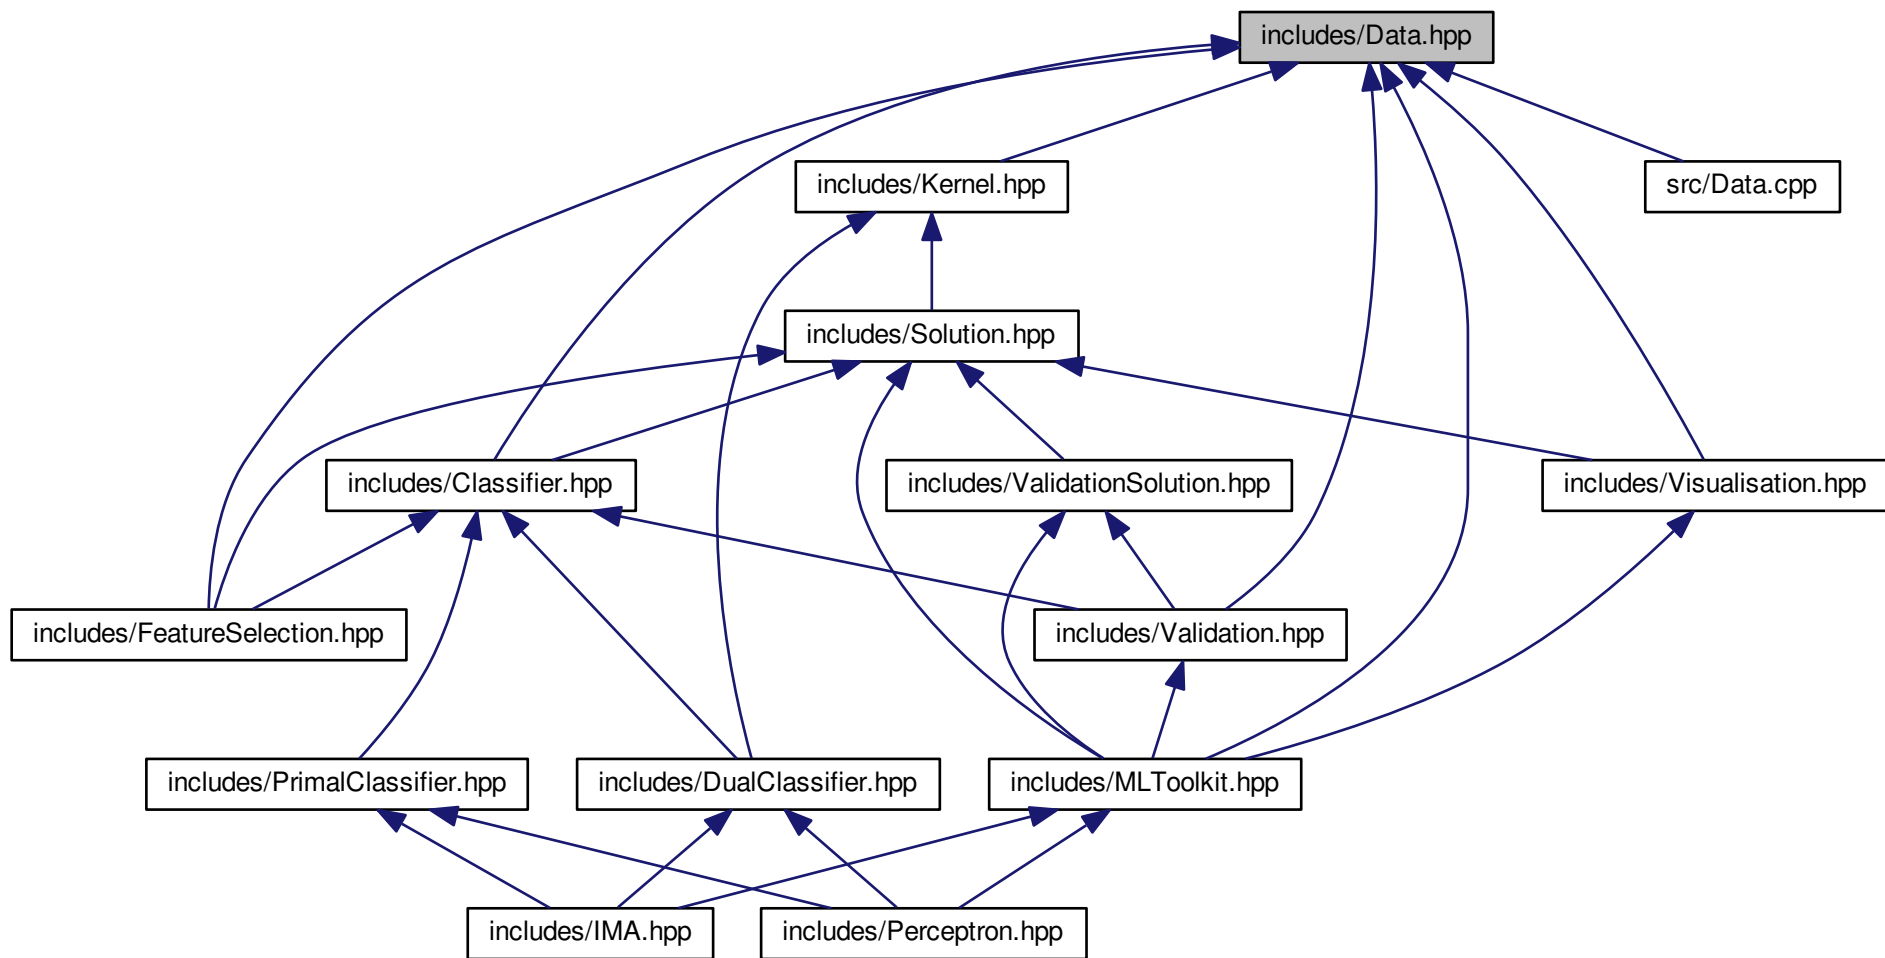 includes/Data.hpp
includes/Kernel.hpp
src/Data.cpp
includes/Solution.hpp
includes/Classifier.hpp
includes/ValidationSolution.hpp
includes/Visualisation.hpp
includes/FeatureSelection.hpp
includes/Validation.hpp
includes/PrimalClassifier.hpp
includes/DualClassifier.hpp
includes/MLToolkit.hpp
includes/IMA.hpp
includes/Perceptron.hpp